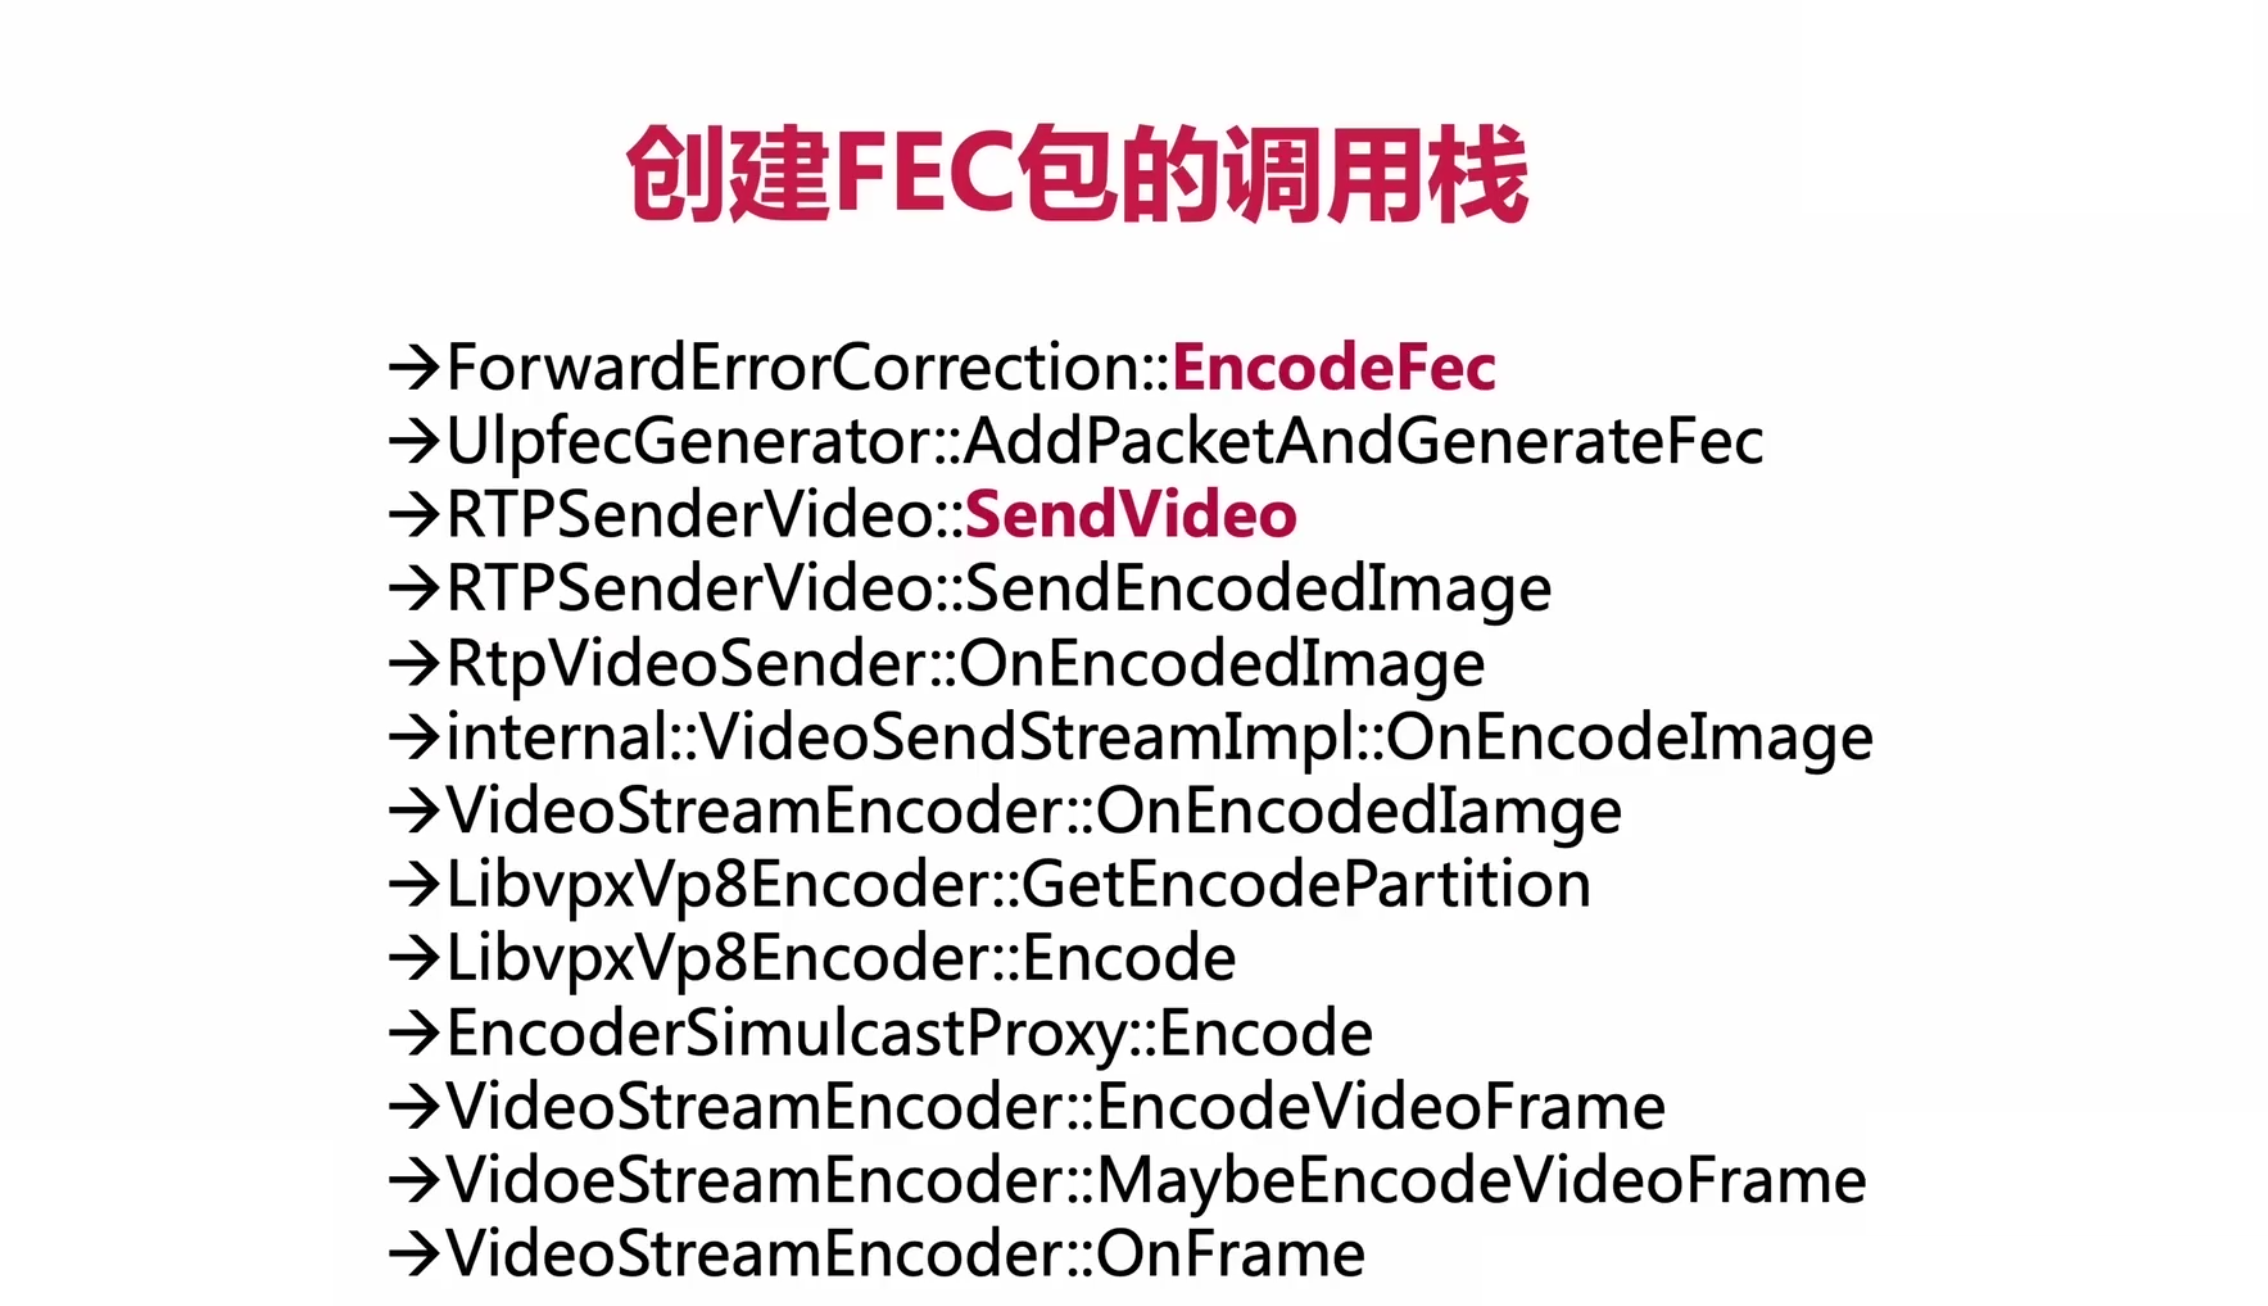 创建FEC包的调用栈
→ForwardErrorCorrection::EncodeFec
→UlpfecGenerator::AddPacketAndGenerateFec
→RTPSenderVideo::SendVideo
→RTPSenderVideo::SendEncodedImage
→RtpVideoSender::OnEncodedImage
→internal::VideoSendStreamImpl::OnEncodeImage
→VideoStreamEncoder::OnEncodedIamge
→LibvpxVp8Encoder::GetEncodePartition
→LibvpxVp8Encoder::Encode
→EncoderSimulcastProxy::Encode
→VideoStreamEncoder::EncodeVideoFrame
→VidoeStreamEncoder::MaybeEncodeVideoFrame
→VideoStreamEncoder::OnFrame